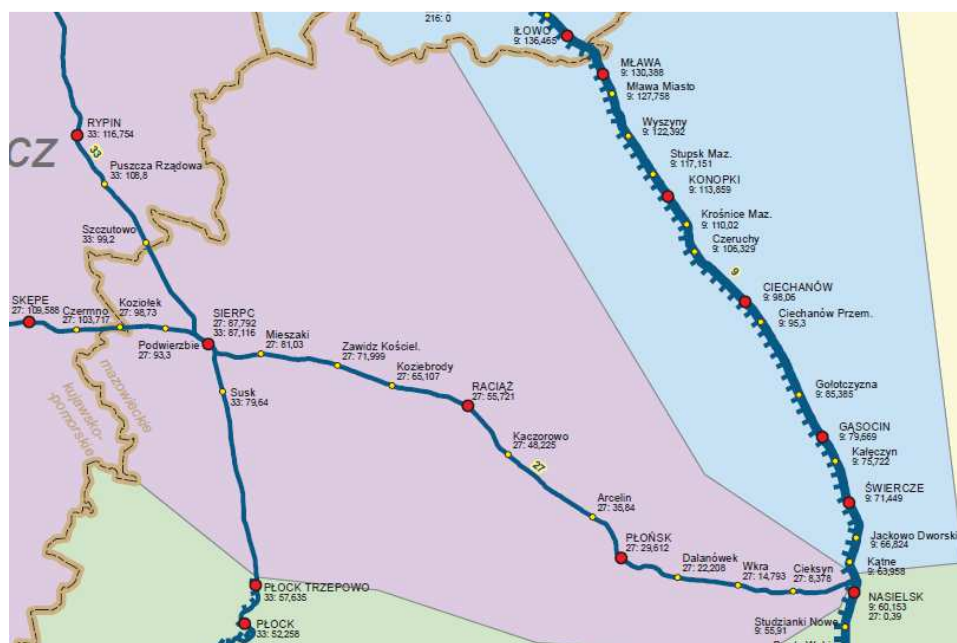 216: 0
IŁOWO
9: 136,465
MŁAWA
9: 130,388
Mława Miasto
9: 127,758
Wyszyny
9: 122,392
Stupsk Maz.
9: 117,151
KONOPKI
9: 113,859
Krośnice Maz.
9: 110,02
Czeruchy
9: 106,329
9
CIECHANÓW
9: 98,06
Ciechanów Przem.
9: 95,3
Gołotczyzna
9: 85,385
GĄSOCIN
9: 79,669
Kałęczyn
9: 75,722
ŚWIERCZE
9: 71,449
Jackowo Dworskie
9: 66,824
Kątne
9: 63,958
NASIELSK
9: 60,153
27: 0,39
Studzianki Nowe
9: 55,91
CZ
RYPIN
33: 116,754
33
Puszcza Rządowa
33: 108,8
Szczutowo
33: 99,2
SKĘPE
27: 109,588
Czermno
27: 103,717
Koziołek
27: 98,73
Podwierzbie
27: 93,3
SIERPC
27: 87,792
33: 87,116
Mieszaki
27: 81,03
Zawidz Kościel.
27: 71,999
Koziebrody
27: 65,107
RACIĄŻ
27: 55,721
Kaczorowo
27: 48,225
27
Arcelin
27: 35,84
PŁOŃSK
27: 29,612
Dalanówek
27: 22,208
Wkra
27: 14,793
Cieksyn
27: 8,378
Susk
33: 79,64
mazowieckie
kujawsko-
-pomorskie
PŁOCK TRZEPOWO
33: 57,635
PŁOCK
33: 52,258